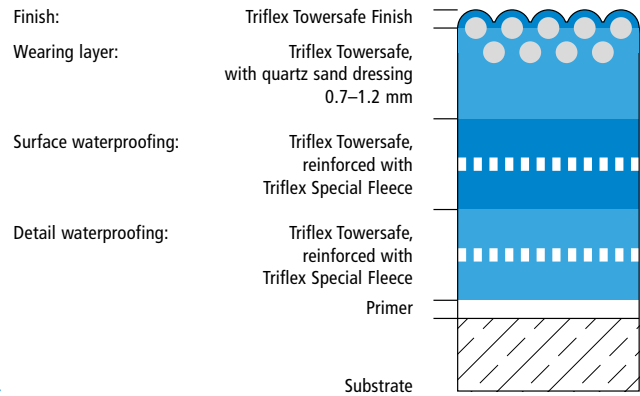 Finish: Triflex Towersafe Finish
Wearing layer: Triflex Towersafe,
with quartz sand dressing
0.7–1.2 mm
Surface waterproofing: Triflex Towersafe,
reinforced with
Triflex Special Fleece
Detail waterproofing: Triflex Towersafe,
reinforced with
Triflex Special Fleece
Primer
Substrate